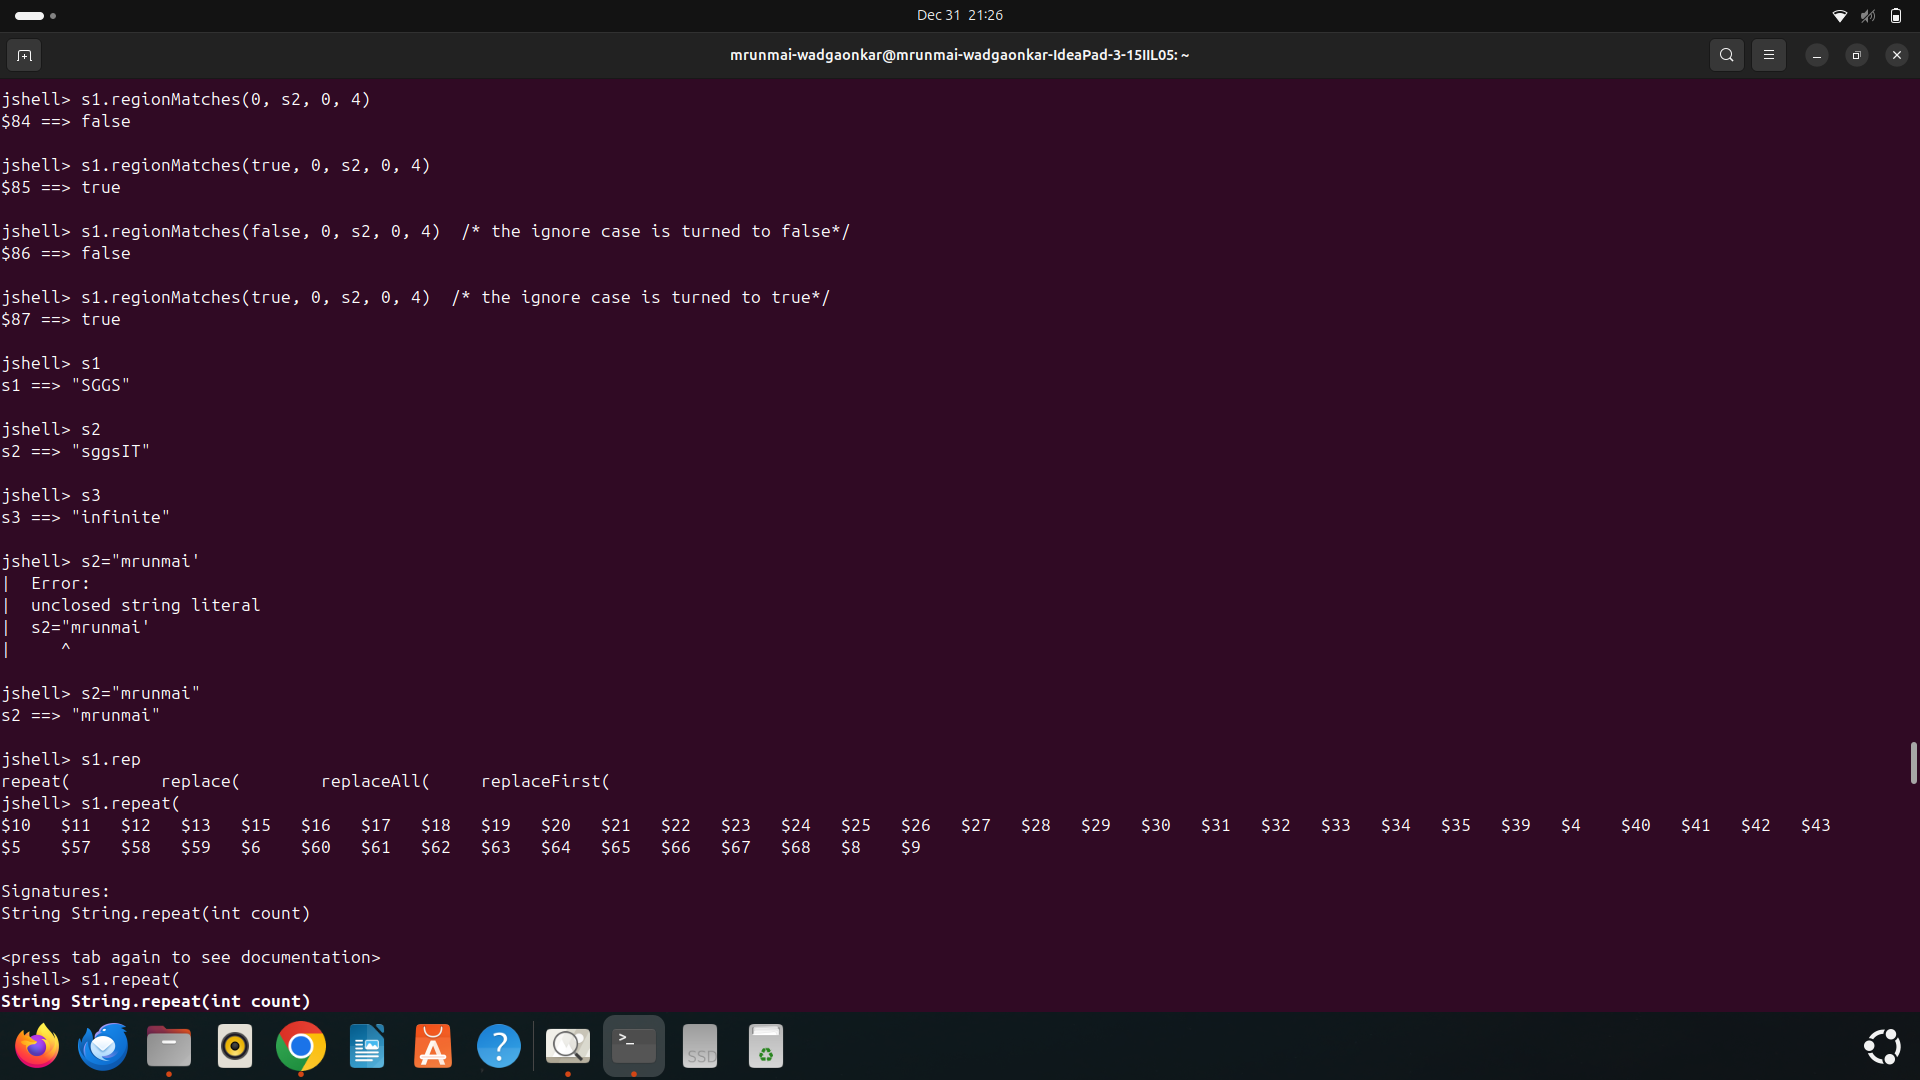 Dec 31 21:26
mrunmai-wadgaonkar@mrunmai-wadgaonkar-IdeaPad-3-15IIL05: ~
jshell> s1.regionMatches(0, s2, 0, 4)
$84 ==> false
jshell> s1.regionMatches(true, 0, s2, 0, 4)
$85 ==> true
jshell> s1.regionMatches(false, 0, s2, 0, 4)  /* the ignore case is turned to false*/
$86 ==> false
jshell> s1.regionMatches(true, 0, s2, 0, 4)  /* the ignore case is turned to true*/
$87 ==> true
jshell> s1
s1 ==> "SGGS"
jshell> s2
s2 ==> "sggsIT"
jshell> s3
s3 ==> "infinite"
jshell> s2="mrunmai'
|  Error:
|  unclosed string literal
|  s2="mrunmai'
|     ^
jshell> s2="mrunmai"
s2 ==> "mrunmai"
jshell> s1.rep
repeat(         replace(        replaceAll(     replaceFirst(
jshell> s1.repeat(
$10   $11   $12   $13   $15   $16   $17   $18   $19   $20   $21   $22   $23   $24   $25   $26   $27   $28   $29   $30   $31   $32   $33   $34   $35   $39   $4    $40   $41   $42   $43
$5    $57   $58   $59   $6    $60   $61   $62   $63   $64   $65   $66   $67   $68   $8    $9
Signatures:
String String.repeat(int count)
<press tab again to see documentation>
jshell> s1.repeat(
String String.repeat(int count)
SSD